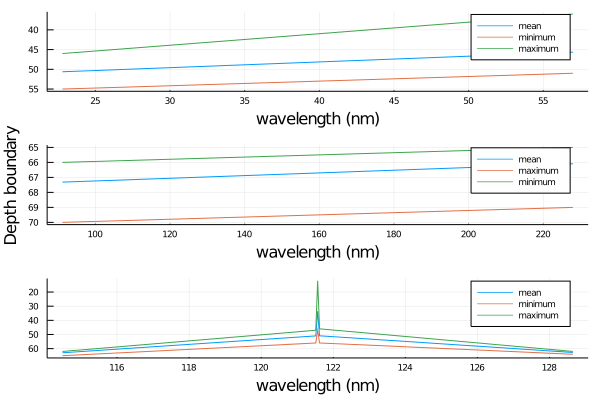 40
45
50
55
mean
minimum
maximum
25
30
35
40
45
50
55
wavelength (nm)
Depth boundary
65
66
67
68
69
70
mean
maximum
minimum
100
120
140
160
180
200
220
wavelength (nm)
20
30
40
50
60
mean
minimum
maximum
116
118
120
122
124
126
128
wavelength (nm)